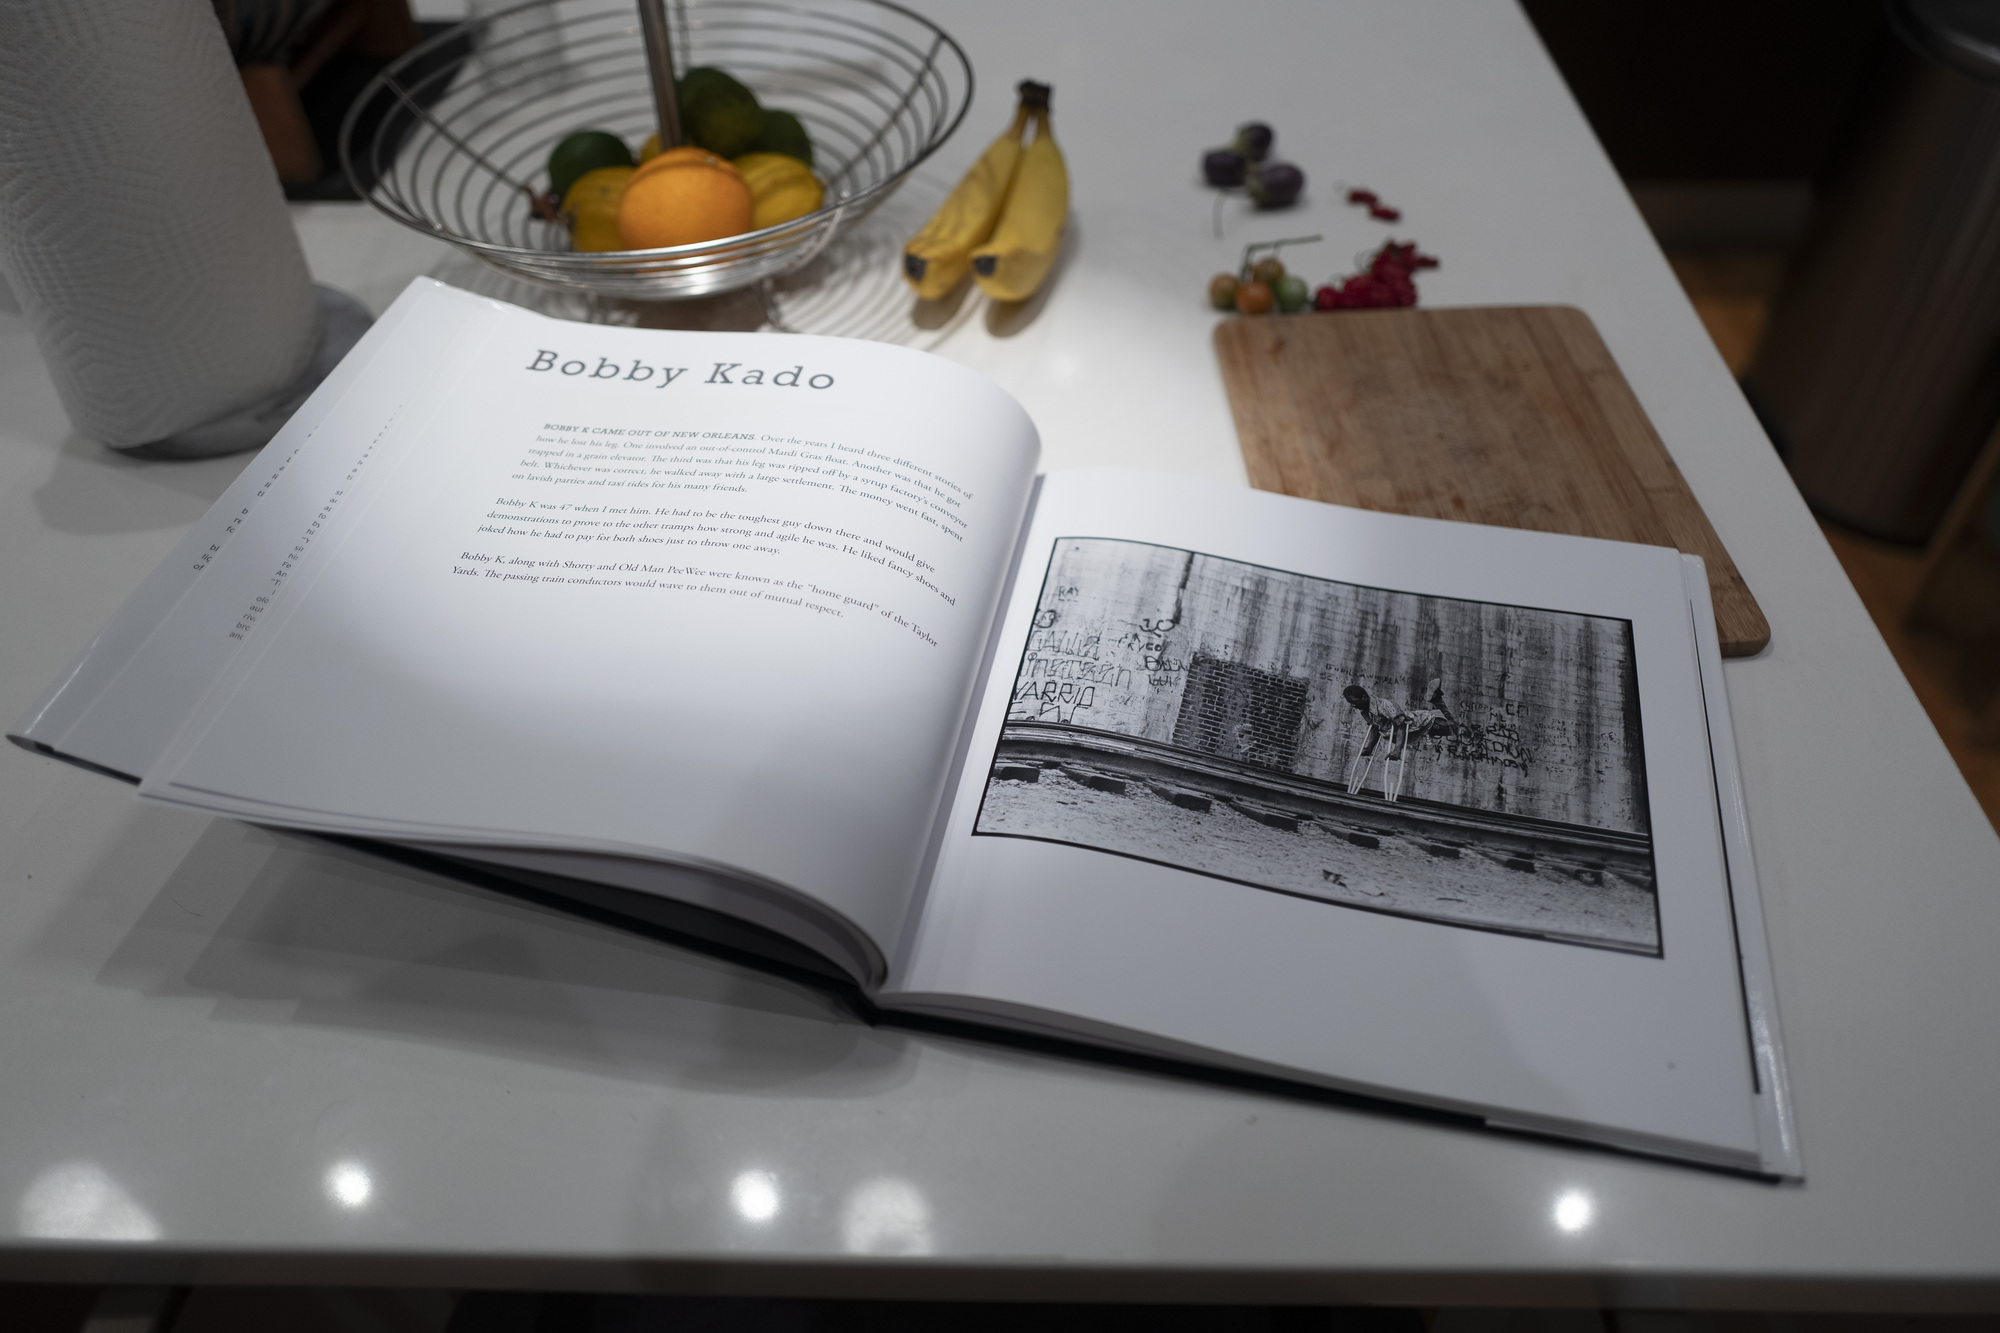 Bobby Kado
BOBBY K CAME OUT OF NEW ORLEANS. Over the years I heard three different stories of
how he lost his leg. One involved an out-of-control Mardi Gras float. Another was that he got
trapped in a grain elevator. The third was that his leg was ripped off by a syrup factory's conveyor
belt. Whichever was correct, he walked away with a large settlement. The money went fast, spent
on lavish parties and taxi rides for his many friends.
Bobby K was 47 when I met him. He had to be the toughest guy down there and would give
demonstrations to prove to the other tramps how strong and agile he was. He liked fancy shoes and
joked how he had to pay for both shoes just to throw one away.
Bobby K, along with Shorty and Old Man PeeWee were known as the "home guard" of the Taylor
Yards. The passing train conductors would wave to them out of mutual respect.
RAY